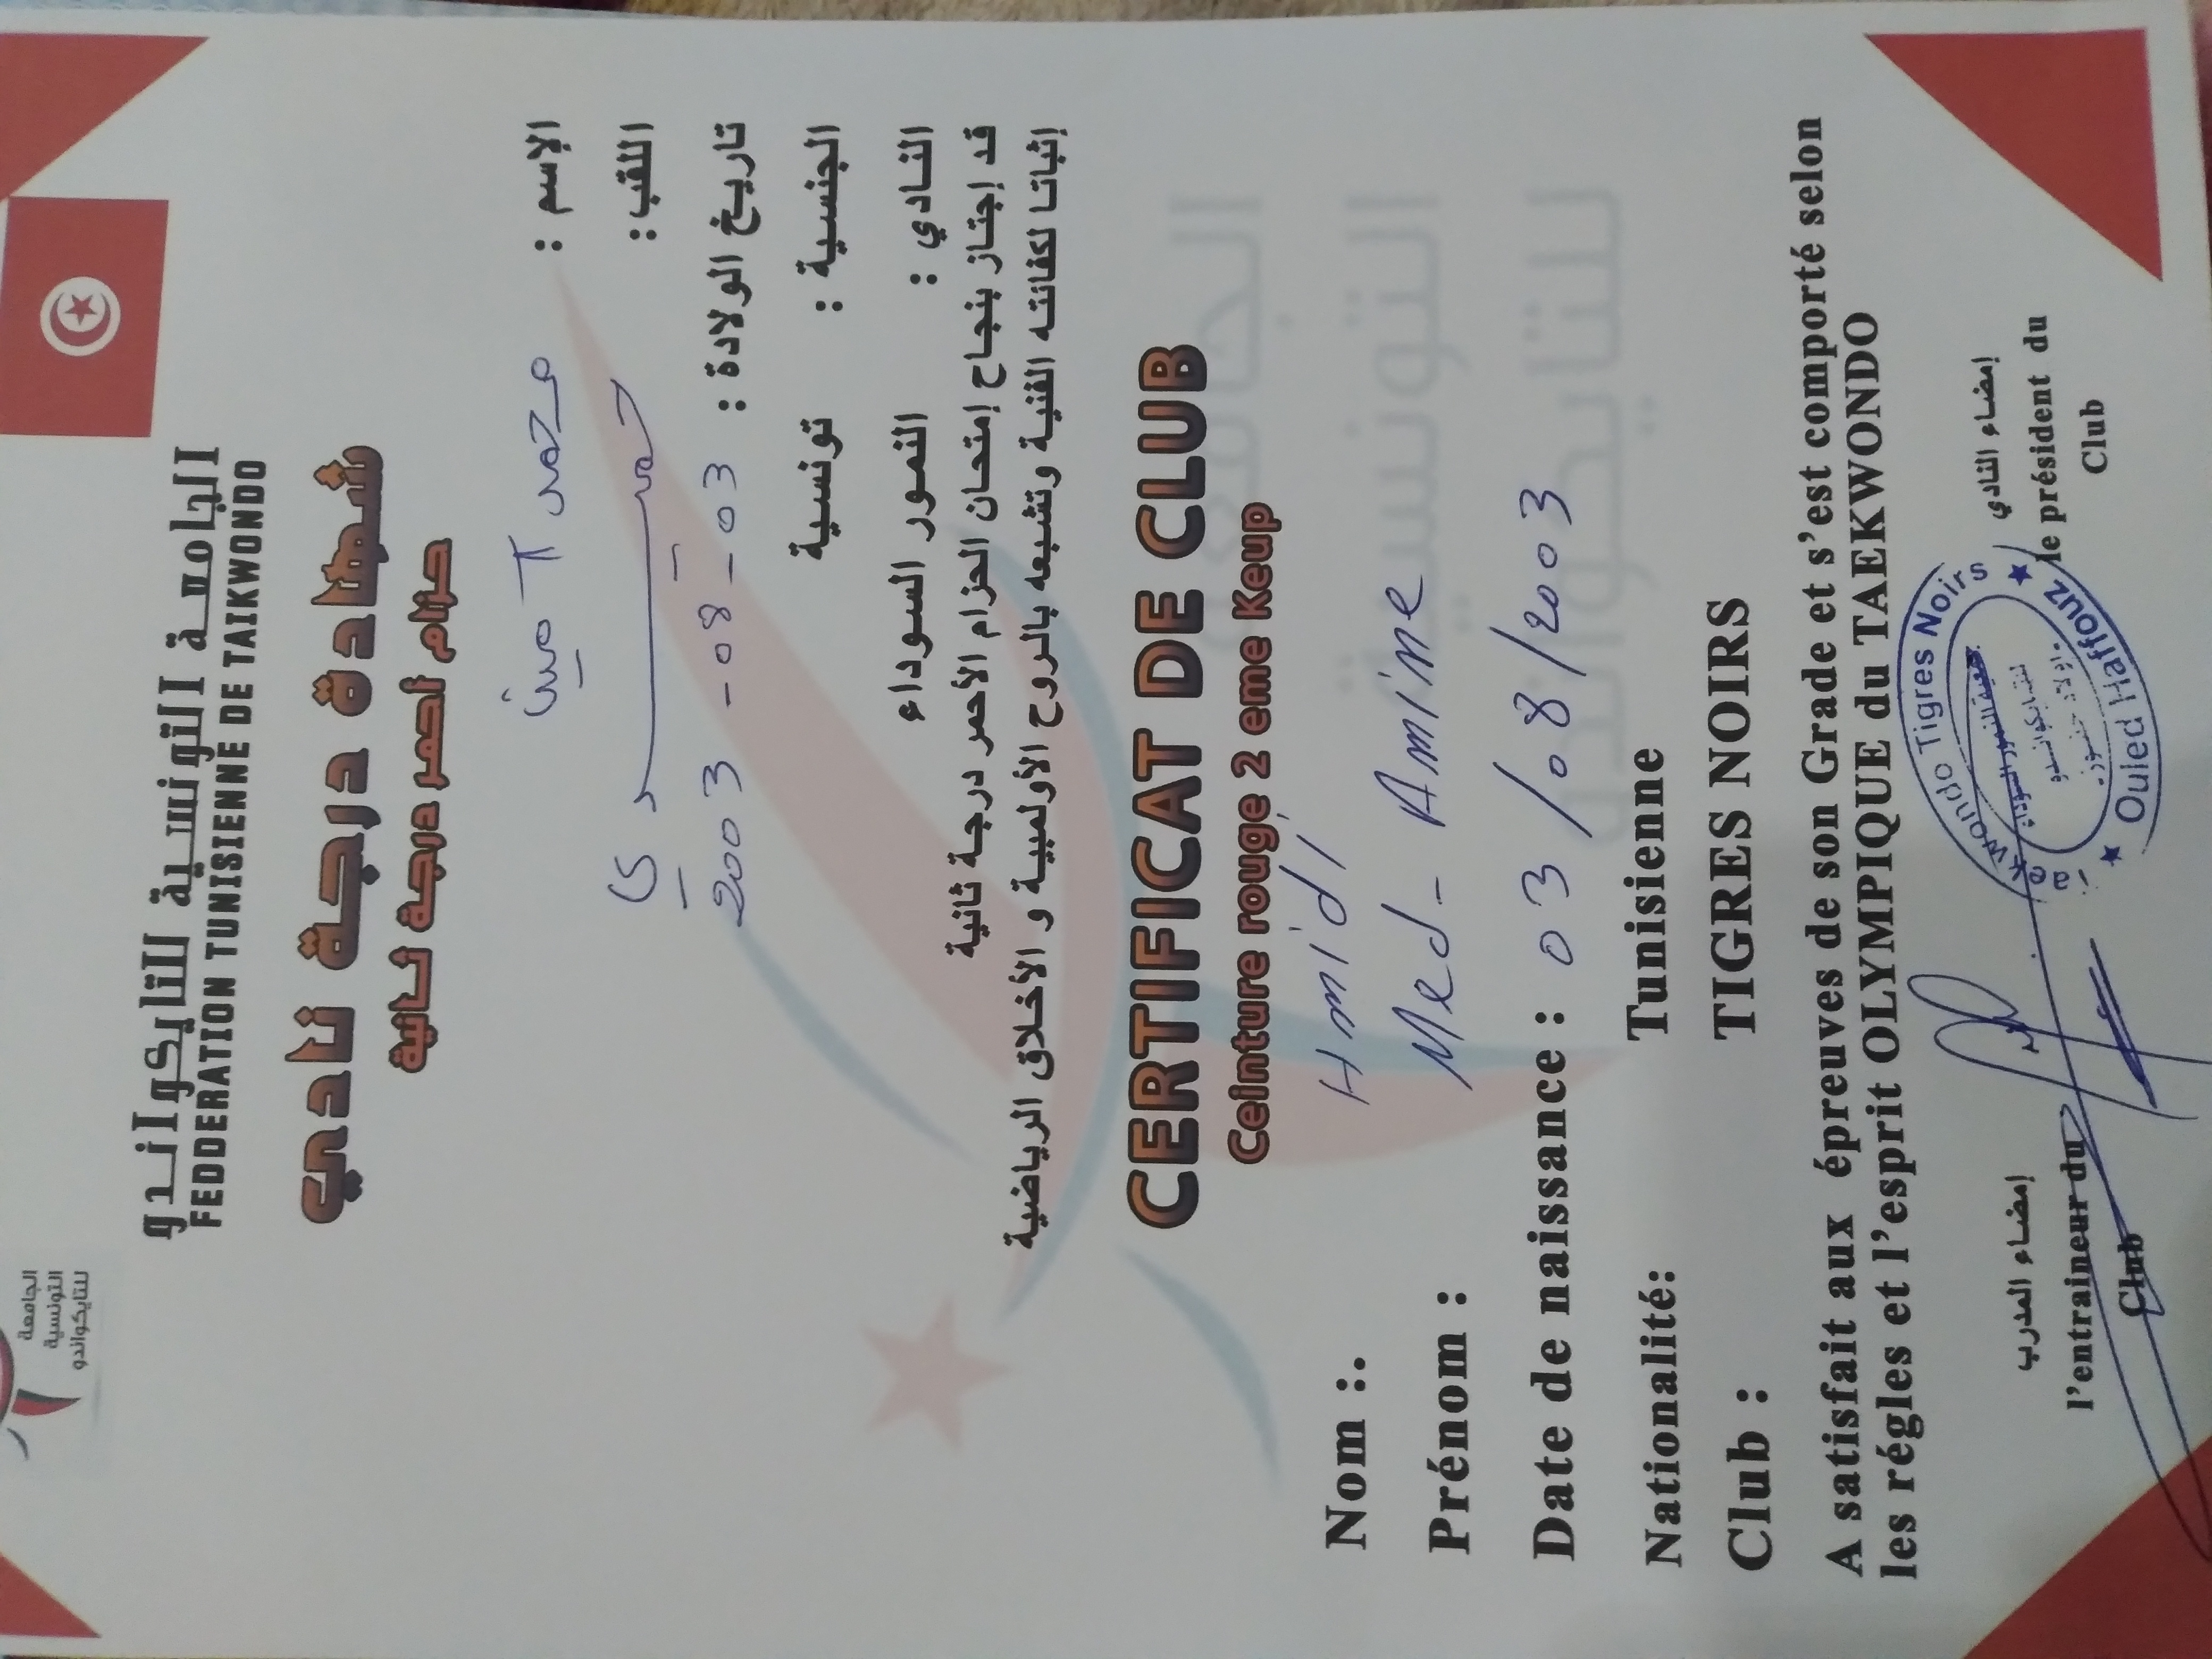 الجامعة
التونسية
للتايكواندو
الجامعة التونسية للتايكواندو
FEDDERATION TUNISIENNE DE TAIKWONDO
شهادة درجة نادي
حزام أحمر درجة ثانية
الإسم : محمد آمين
اللقب: حميدي
تاريخ الولادة : 03-08-2003
الجنسية : تونسية
النادي : النمور السوداء
قد إجتاز بنجاح إمتحان الحزام الأحمر درجة ثانية
إثباتا لكفائته الفنية وتشبعه بالروح الأولمبية و الأخلاق الرياضية
CERTIFICAT DE CLUB
Ceinture rouge 2 eme Keup
Nom :. Hmidi
Prénom : Med-Amine
Date de naissance : 03/08/2003
Nationalité: Tunisienne
Club : TIGRES NOIRS
A satisfait aux épreuves de son Grade et s'est comporté selon
les régles et l'esprit OLYMPIQUE du TAEKWONDO
إمضاء المدرب إمضاء النادي
l'entraineur du Club
le président du Club
Taekwondo Tigres Noirs
Ouled Haffouz